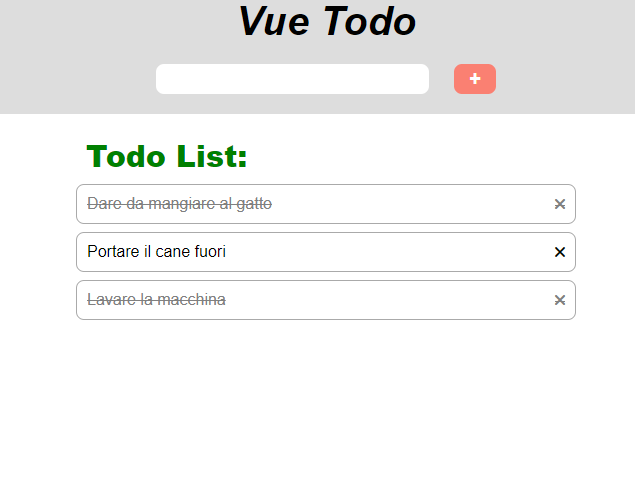 Vue Todo
+
Todo List:
Dare da mangiare al gatto ×
Portare il cane fuori ×
Lavare la macchina ×